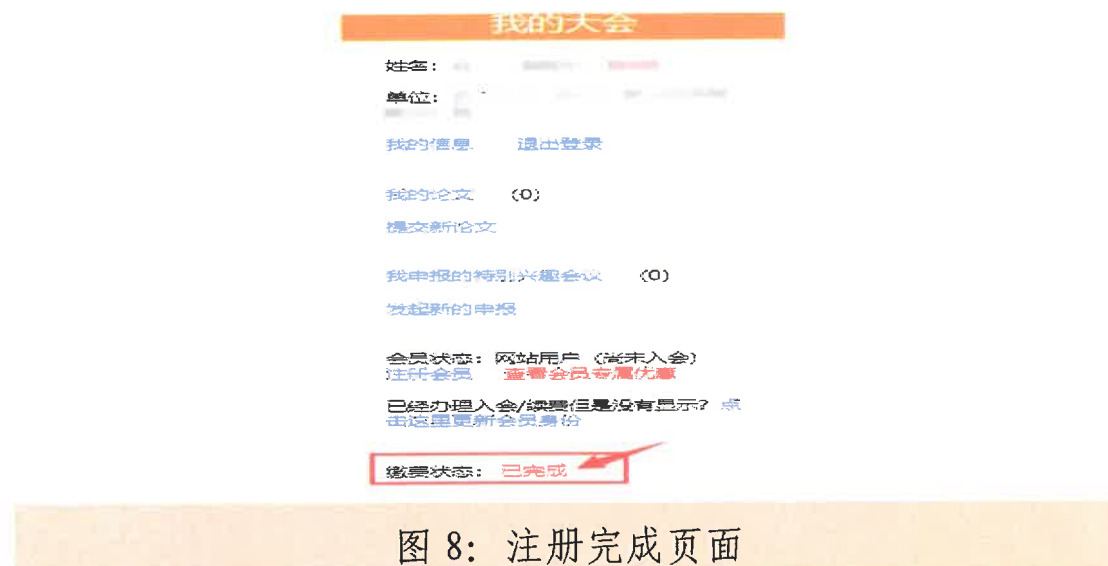 我的大会
姓名：
单位：
我的信息 退出登录
我的论文 (0)
提交新论文
我申报的特别兴趣会议 (0)
发起新的申报
会员状态：网站用户（尚未入会）
注册会员 查看会员专属优惠
已经办理入会/续费但是没有显示？点
击这里更新会员身份
缴费状态：已完成
图 8：注册完成页面